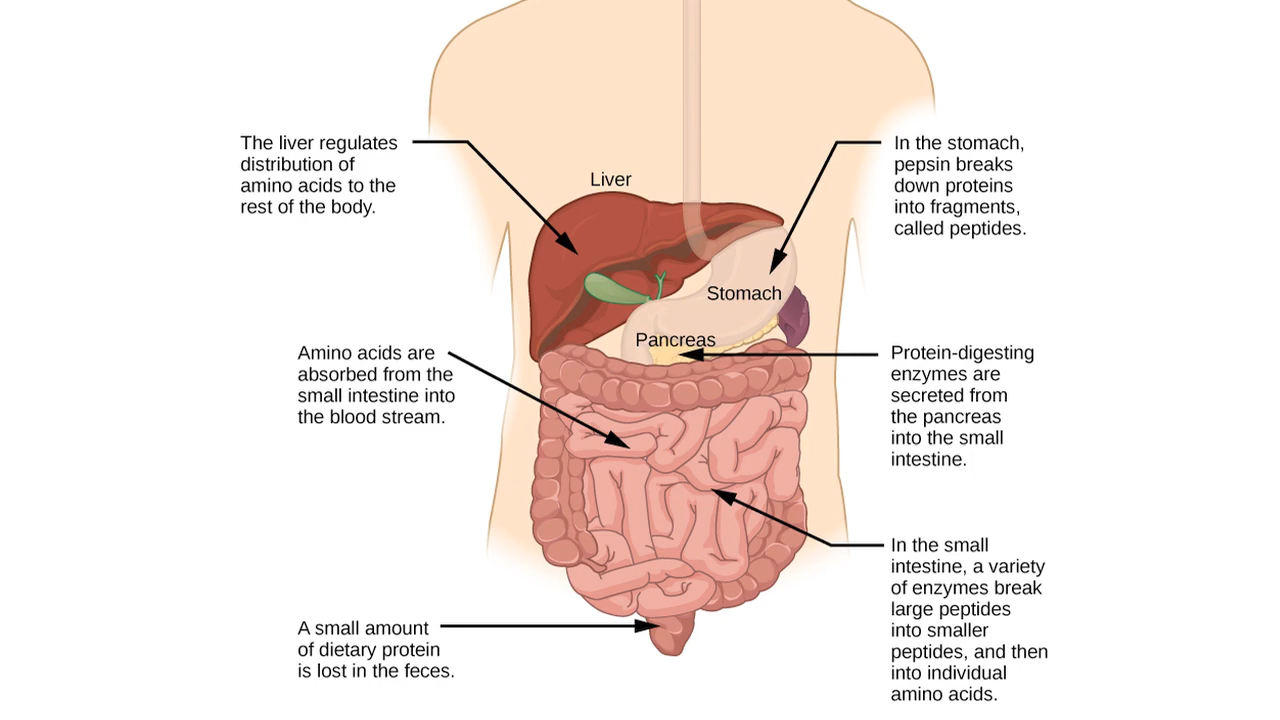 The liver regulates
distribution of
amino acids to the
rest of the body.
Liver
In the stomach,
pepsin breaks
down proteins
into fragments,
called peptides.
Stomach
Pancreas
Amino acids are
absorbed from the
small intestine into
the blood stream.
Protein-digesting
enzymes are
secreted from
the pancreas
into the small
intestine.
In the small
intestine, a variety
of enzymes break
large peptides
into smaller
peptides, and then
into individual
amino acids.
A small amount
of dietary protein
is lost in the feces.